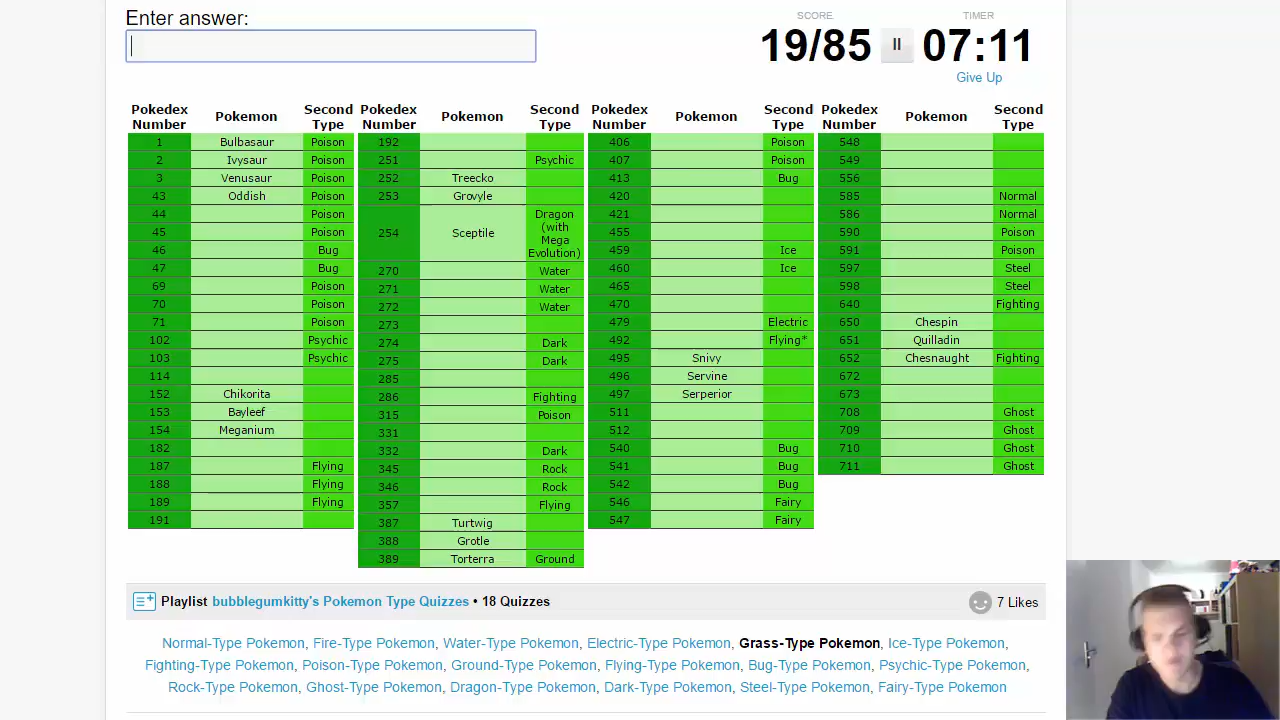 Enter answer:
SCORE
19/85
TIMER
07:11
Give Up
Pokedex Number Pokemon Second Type
1 Bulbasaur Poison
2 Ivysaur Poison
3 Venusaur Poison
43 Oddish Poison
44 Poison
45 Poison
46 Bug
47 Bug
69 Poison
70 Poison
71 Poison
102 Psychic
103 Psychic
114
152 Chikorita
153 Bayleef
154 Meganium
182
187 Flying
188 Flying
189 Flying
191
Pokedex Number Pokemon Second Type
192
251 Psychic
252 Treecko
253 Grovyle
254 Sceptile Dragon (with Mega Evolution)
270 Water
271 Water
272 Water
273
274 Dark
275 Dark
285
286 Fighting
315 Poison
331
332 Dark
345 Rock
346 Rock
357 Flying
387 Turtwig
388 Grotle
389 Torterra Ground
Pokedex Number Pokemon Second Type
406 Poison
407 Poison
413 Bug
420
421
455
459 Ice
460 Ice
465
470
479 Electric
492 Flying*
495 Snivy
496 Servine
497 Serperior
511
512
540 Bug
541 Bug
542 Bug
546 Fairy
547 Fairy
Pokedex Number Pokemon Second Type
548
549
556
585 Normal
586 Normal
590 Poison
591 Poison
597 Steel
598 Steel
640 Fighting
650 Chespin
651 Quilladin
652 Chesnaught Fighting
672
673
708 Ghost
709 Ghost
710 Ghost
711 Ghost
Playlist bubblegumkitty's Pokemon Type Quizzes • 18 Quizzes
7 Likes
Normal-Type Pokemon, Fire-Type Pokemon, Water-Type Pokemon, Electric-Type Pokemon, Grass-Type Pokemon, Ice-Type Pokemon,
Fighting-Type Pokemon, Poison-Type Pokemon, Ground-Type Pokemon, Flying-Type Pokemon, Bug-Type Pokemon, Psychic-Type Pokemon,
Rock-Type Pokemon, Ghost-Type Pokemon, Dragon-Type Pokemon, Dark-Type Pokemon, Steel-Type Pokemon, Fairy-Type Pokemon